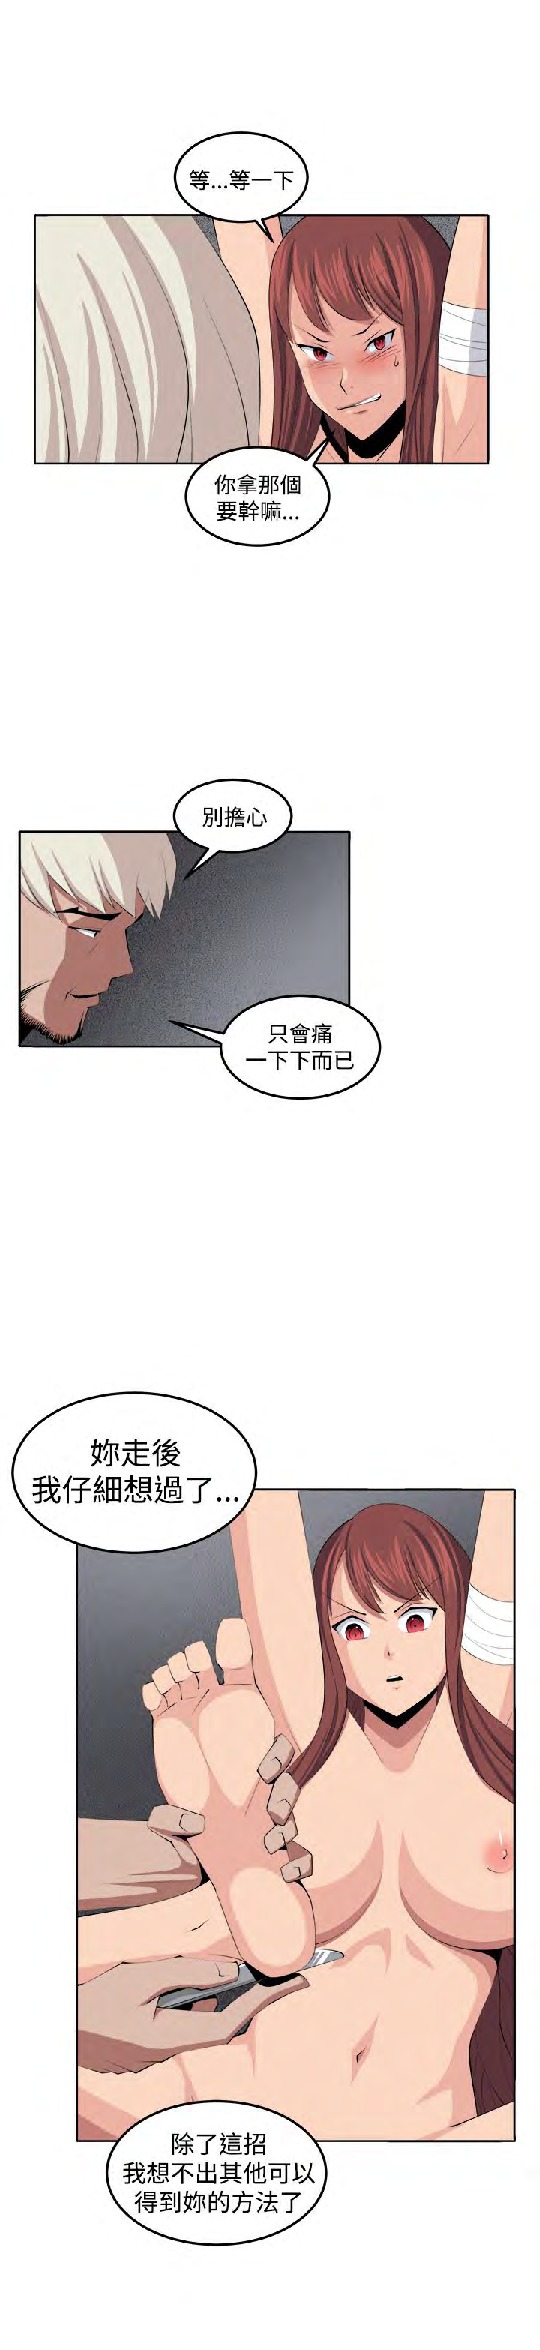 等...等一下
你拿那個
要幹嘛...
別擔心
只會痛
一下下而已
妳走後
我仔細想過了...
除了這招
我想不出其他可以
得到妳的方法了